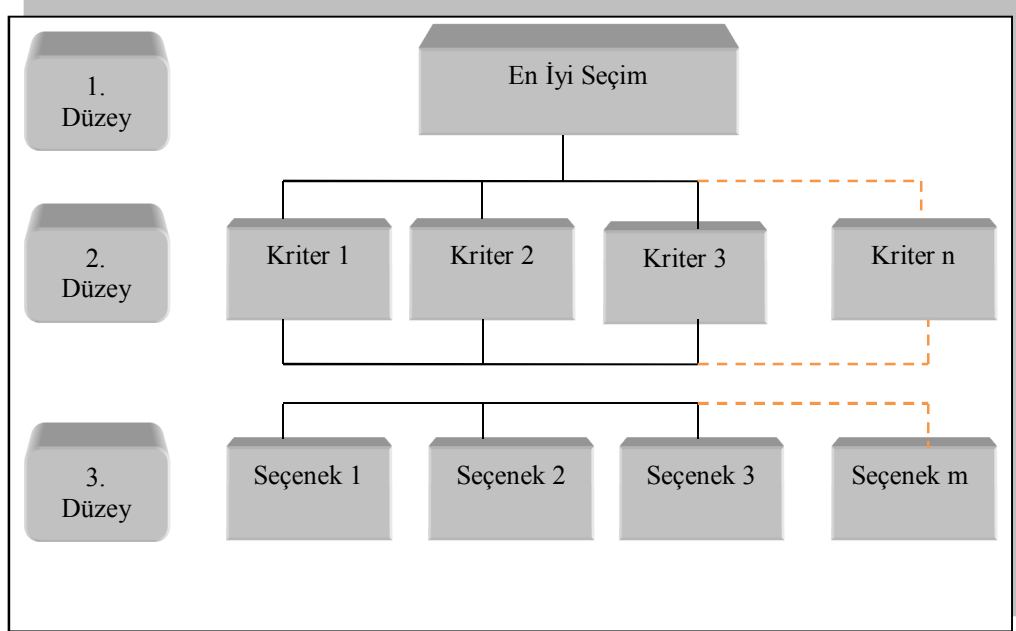 1.
Düzey
En İyi Seçim
2.
Düzey
Kriter 1
Kriter 2
Kriter 3
Kriter n
3.
Düzey
Seçenek 1
Seçenek 2
Seçenek 3
Seçenek m